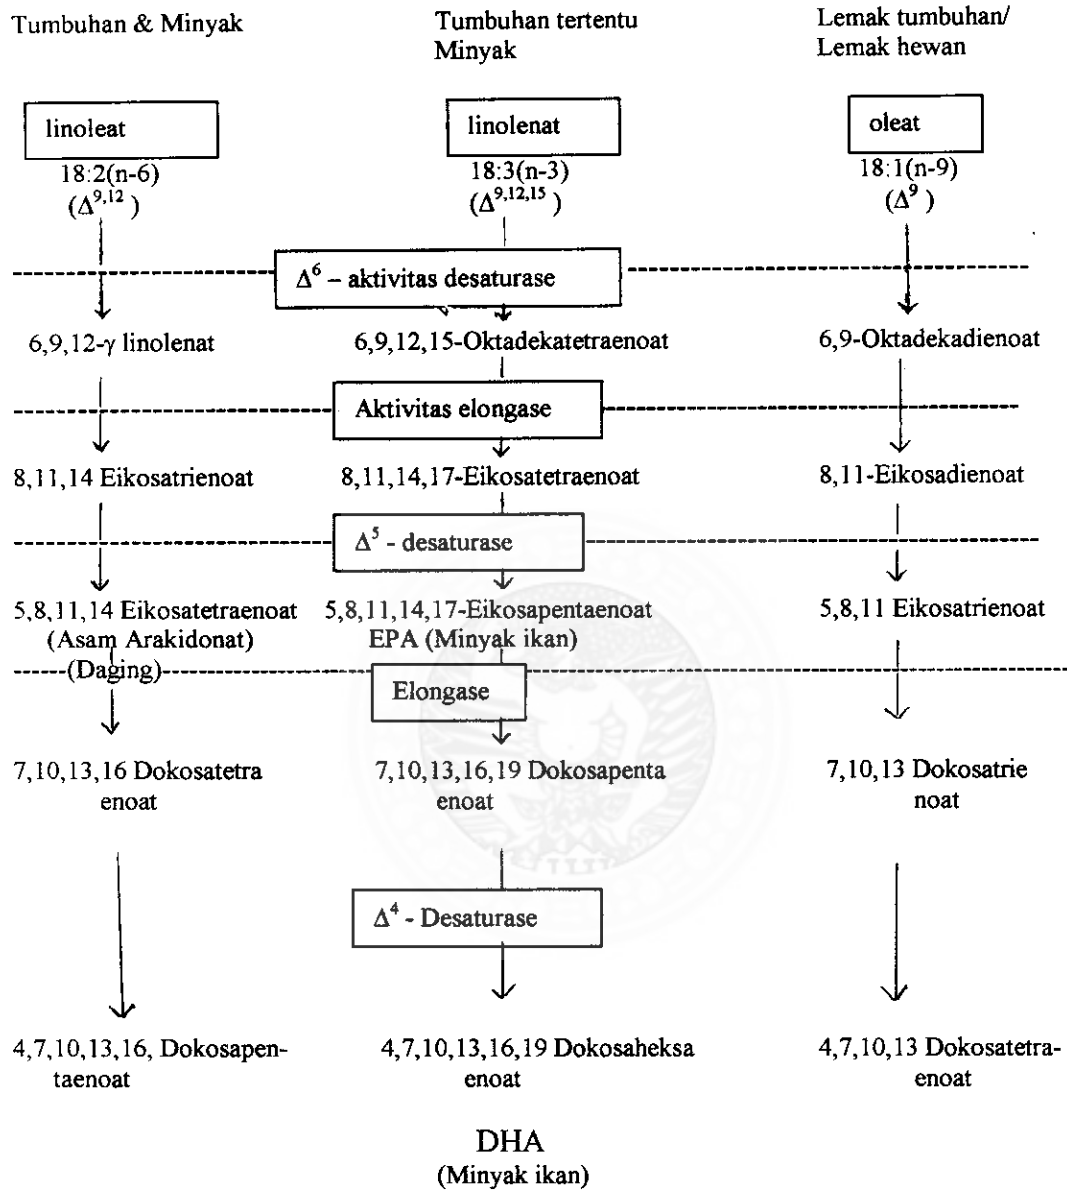 Tumbuhan & Minyak
Tumbuhan tertentu
Minyak
Lemak tumbuhan/
Lemak hewan
linoleat
linolenat
oleat
18:2(n-6)
18:3(n-3)
18:1(n-9)
(Δ⁹,¹²)
(Δ⁹,¹²,¹⁵)
(Δ⁹)
Δ⁶ – aktivitas desaturase
6,9,12-γ linolenat
6,9,12,15-Oktadekatetraenoat
6,9-Oktadekadienoat
Aktivitas elongase
8,11,14 Eikosatrienoat
8,11,14,17-Eikosatetraenoat
8,11-Eikosadienoat
Δ⁵ - desaturase
5,8,11,14 Eikosatetraenoat
(Asam Arakidonat)
(Daging)
5,8,11,14,17-Eikosapentaenoat
EPA (Minyak ikan)
5,8,11 Eikosatrienoat
Elongase
7,10,13,16 Dokosatetra
enoat
7,10,13,16,19 Dokosapenta
enoat
7,10,13 Dokosatrie
noat
Δ⁴ - Desaturase
4,7,10,13,16, Dokosapen-
taenoat
4,7,10,13,16,19 Dokosaheksa
enoat
4,7,10,13 Dokosatetra-
enoat
DHA
(Minyak ikan)